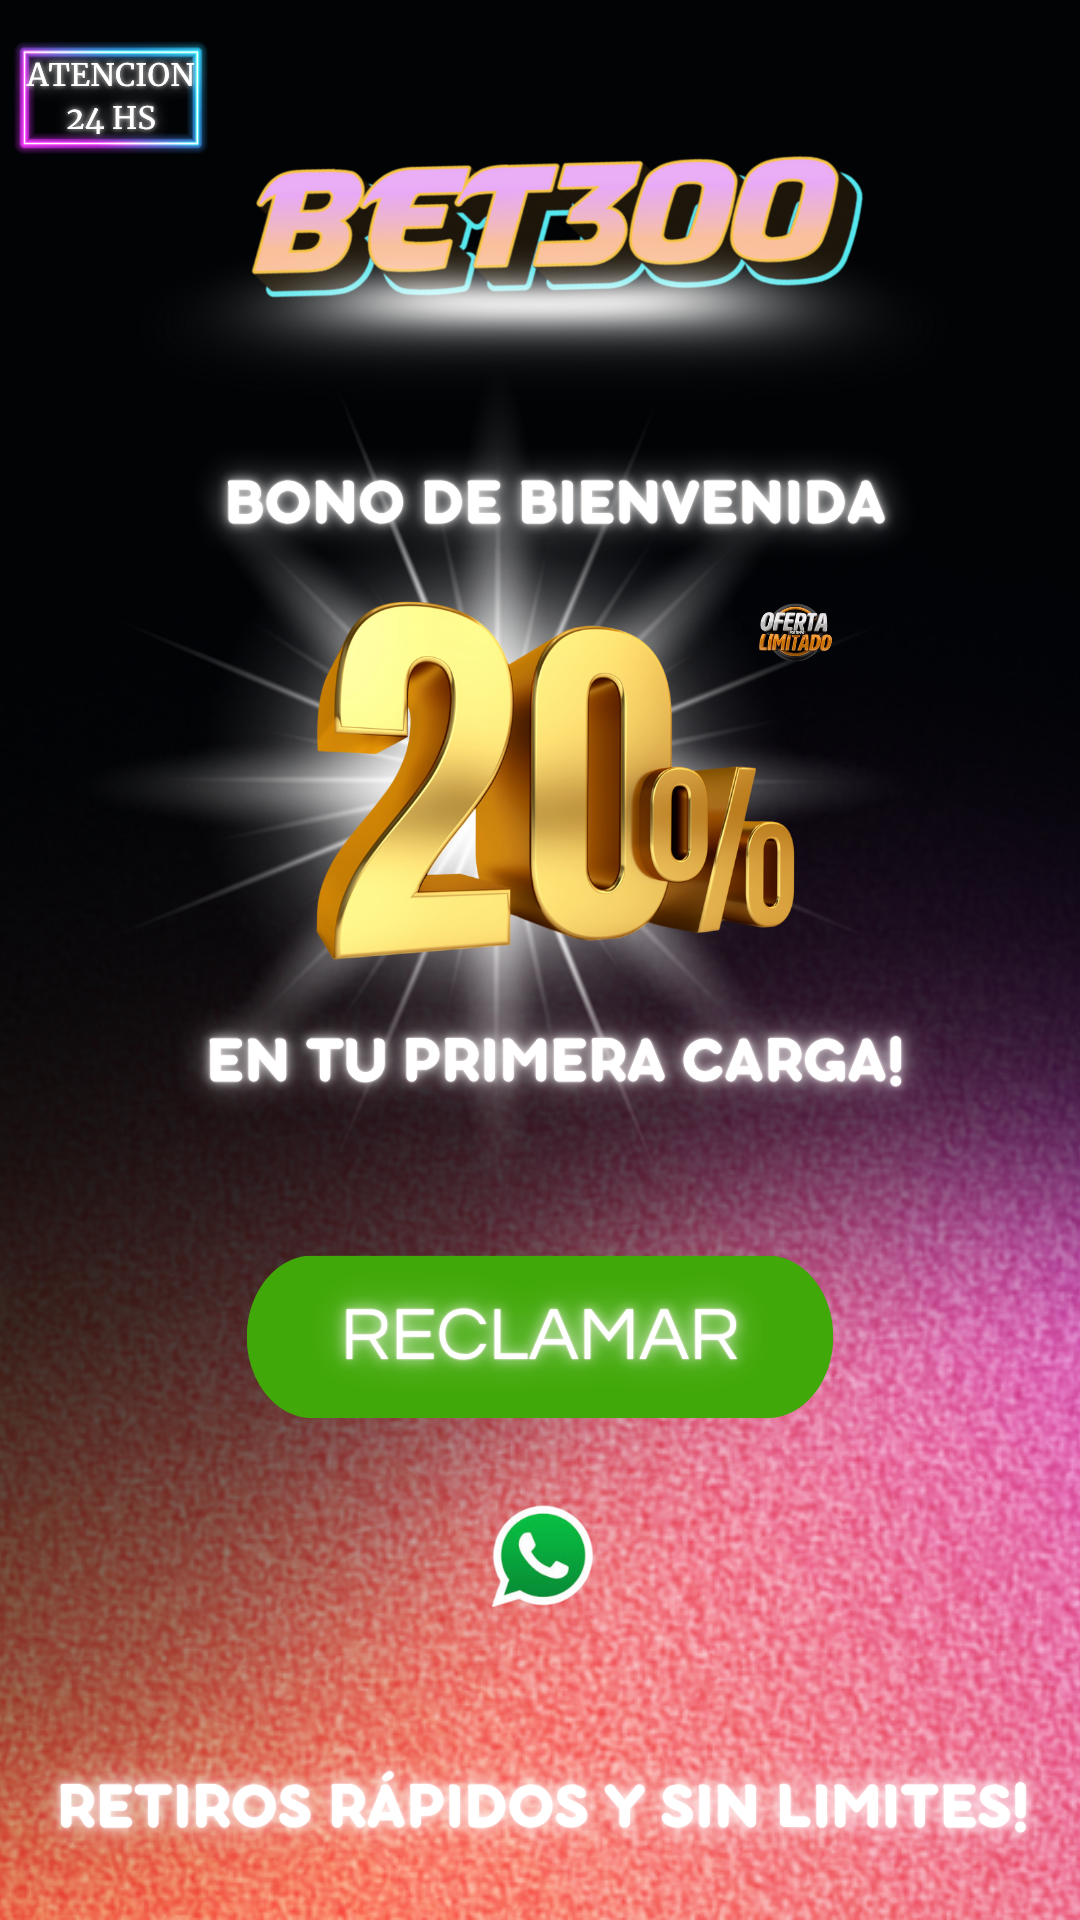 ATENCION
24 HS
BET300
BONO DE BIENVENIDA
OFERTA
LIMITADO
20%
EN TU PRIMERA CARGA!
RECLAMAR
RETIROS RÁPIDOS Y SIN LIMITES!